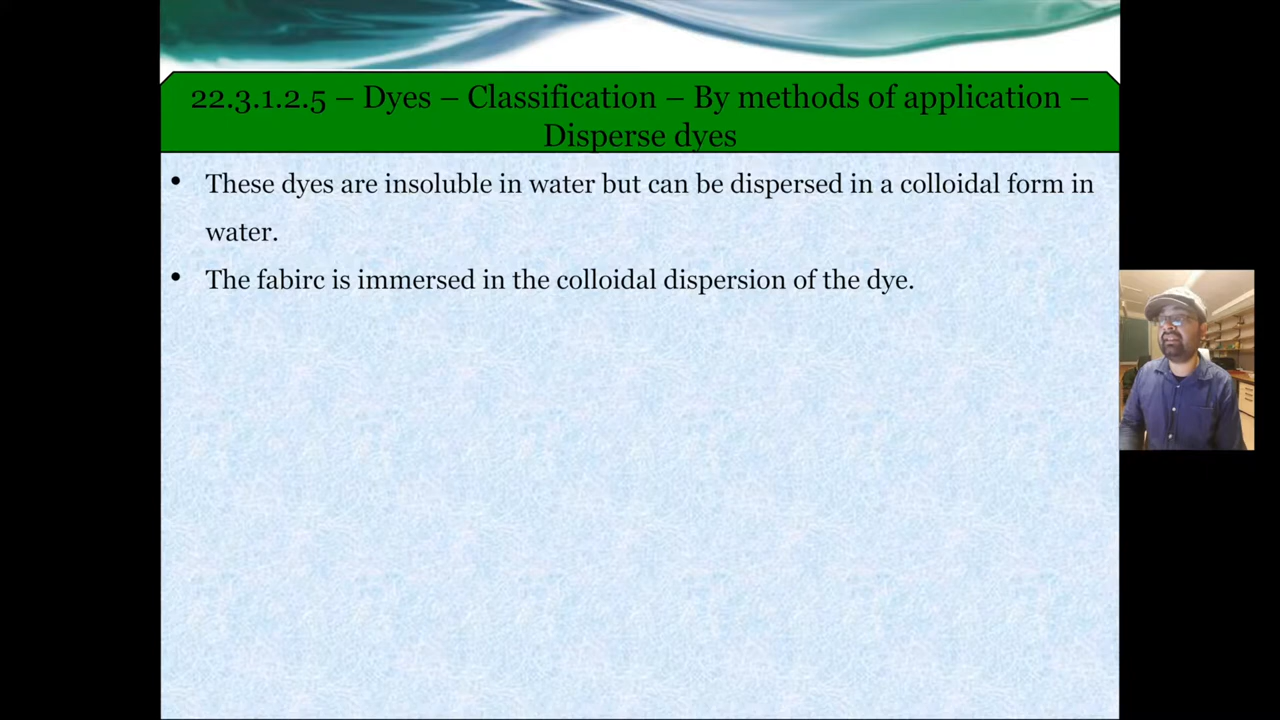 22.3.1.2.5 – Dyes – Classification – By methods of application –
Disperse dyes
• These dyes are insoluble in water but can be dispersed in a colloidal form in
water.
• The fabirc is immersed in the colloidal dispersion of the dye.